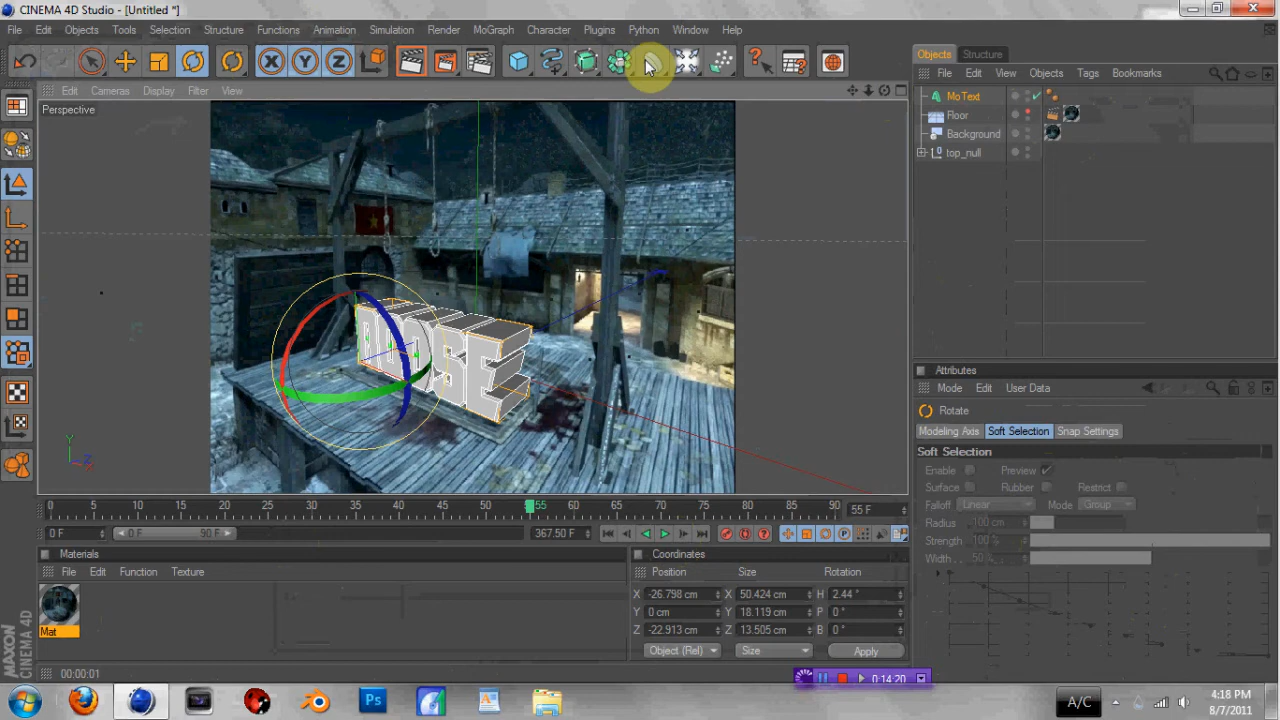 CINEMA 4D Studio - [Untitled *]
File Edit Objects Tools Selection Structure Functions Animation Simulation Render MoGraph Character Plugins Python Window Help
Objects Structure
File Edit View Objects Tags Bookmarks
Edit Cameras Display Filter View
Perspective
MoText
Floor
Background
top_null
Y
Z
X
Attributes
Mode Edit User Data
Rotate
Modeling Axis Soft Selection Snap Settings
Soft Selection
Enable Preview
Surface Rubber Restrict
Falloff Linear Mode Group
Radius 100 cm
Strength 100 %
Width 50 %
0 5 10 15 20 25 30 35 40 45 50 55 60 65 70 75 80 85 90 55 F
0 F 0 F 90 F 367.50 F
Materials
File Edit Function Texture
Mat
Coordinates
Position Size Rotation
X -26.798 cm X 50.424 cm H 2.44 °
Y 0 cm Y 18.119 cm P 0 °
Z -22.913 cm Z 13.505 cm B 0 °
Object (Rel) Size Apply
MAXON
CINEMA 4D
00:00:01
0:14:20
Ps
A/C
4:18 PM
8/7/2011